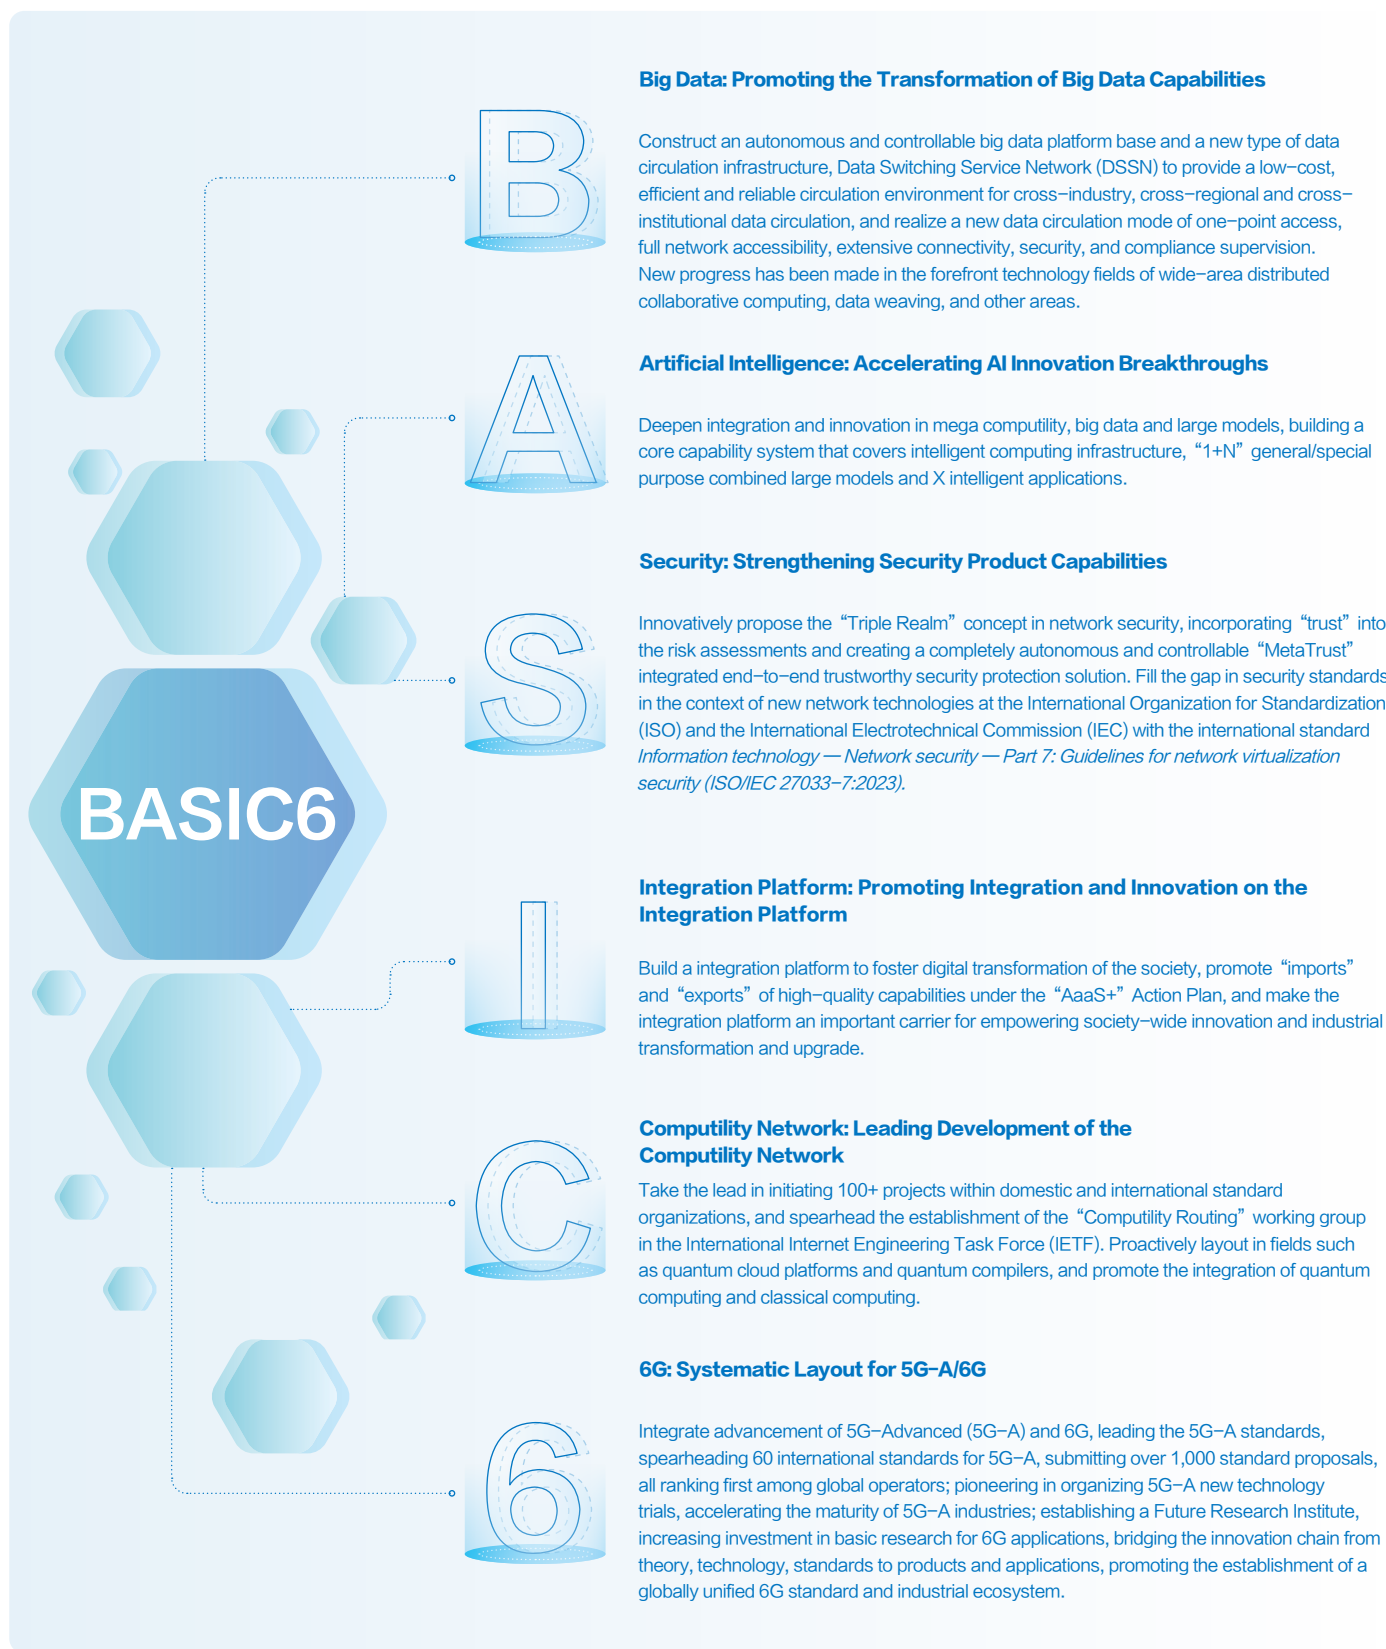 Big Data: Promoting the Transformation of Big Data Capabilities
B
Construct an autonomous and controllable big data platform base and a new type of data
circulation infrastructure, Data Switching Service Network (DSSN) to provide a low−cost,
efficient and reliable circulation environment for cross−industry, cross−regional and cross−
institutional data circulation, and realize a new data circulation mode of one−point access,
full network accessibility, extensive connectivity, security, and compliance supervision.
New progress has been made in the forefront technology fields of wide−area distributed
collaborative computing, data weaving, and other areas.
Artificial Intelligence: Accelerating AI Innovation Breakthroughs
A
Deepen integration and innovation in mega computility, big data and large models, building a
core capability system that covers intelligent computing infrastructure, “1+N” general/special
purpose combined large models and X intelligent applications.
Security: Strengthening Security Product Capabilities
S
Innovatively propose the “Triple Realm” concept in network security, incorporating “trust” into
the risk assessments and creating a completely autonomous and controllable “MetaTrust”
integrated end−to−end trustworthy security protection solution. Fill the gap in security standards
in the context of new network technologies at the International Organization for Standardization
(ISO) and the International Electrotechnical Commission (IEC) with the international standard
Information technology — Network security — Part 7: Guidelines for network virtualization
security (ISO/IEC 27033−7:2023).
BASIC6
Integration Platform: Promoting Integration and Innovation on the
Integration Platform
I
Build a integration platform to foster digital transformation of the society, promote “imports”
and “exports” of high−quality capabilities under the “AaaS+” Action Plan, and make the
integration platform an important carrier for empowering society−wide innovation and industrial
transformation and upgrade.
Computility Network: Leading Development of the
Computility Network
C
Take the lead in initiating 100+ projects within domestic and international standard
organizations, and spearhead the establishment of the “Computility Routing” working group
in the International Internet Engineering Task Force (IETF). Proactively layout in fields such
as quantum cloud platforms and quantum compilers, and promote the integration of quantum
computing and classical computing.
6G: Systematic Layout for 5G−A/6G
6
Integrate advancement of 5G−Advanced (5G−A) and 6G, leading the 5G−A standards,
spearheading 60 international standards for 5G−A, submitting over 1,000 standard proposals,
all ranking first among global operators; pioneering in organizing 5G−A new technology
trials, accelerating the maturity of 5G−A industries; establishing a Future Research Institute,
increasing investment in basic research for 6G applications, bridging the innovation chain from
theory, technology, standards to products and applications, promoting the establishment of a
globally unified 6G standard and industrial ecosystem.